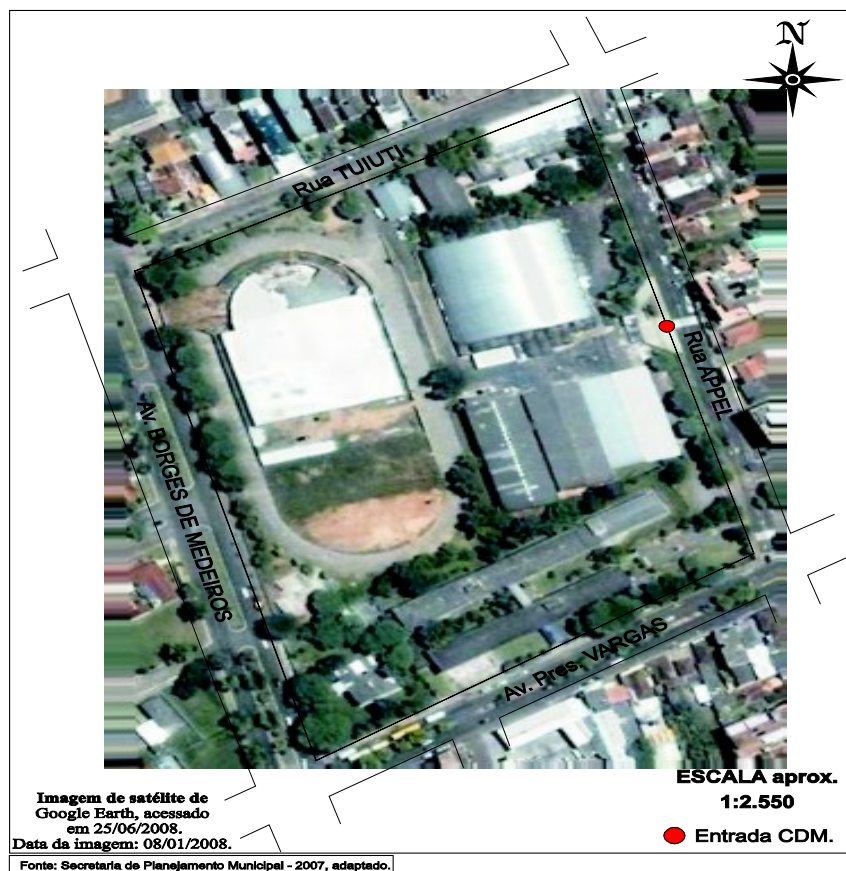 N
Rua TUIUTI
Rua APPEL
Av. BORGES DE MEDEIROS
Av. Pres. VARGAS
ESCALA aprox.
1:2.550
Entrada CDM.
Imagem de satélite de
Google Earth, acessado
em 25/06/2008.
Data da imagem: 08/01/2008.
Fonte: Secretaria de Planejamento Municipal - 2007, adaptado.